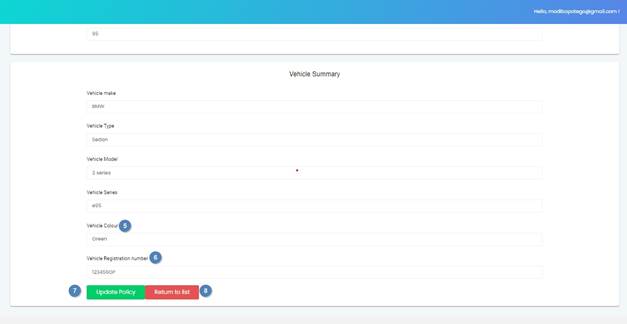 Hello, modibapotego@gmail.com !
95
Vehicle Summary
Vehicle make
BMW
Vehicle Type
Sedan
Vehicle Model
3 series
Vehicle Series
e95
Vehicle Colour 5
Green
Vehicle Registration number 6
123456GP
7 Update Policy Return to list 8